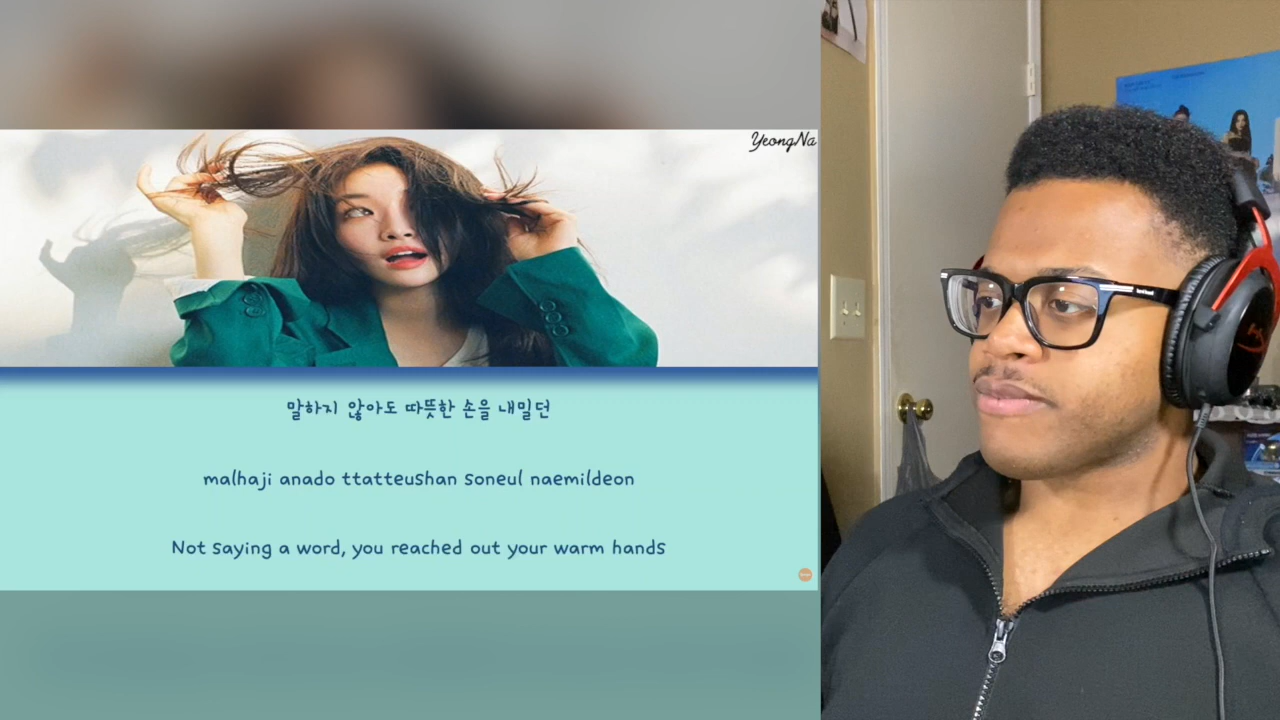 YeongNa
말하지 않아도 따뜻한 손을 내밀던
malhaji anado ttatteushan soneul naemildeon
Not saying a word, you reached out your warm hands